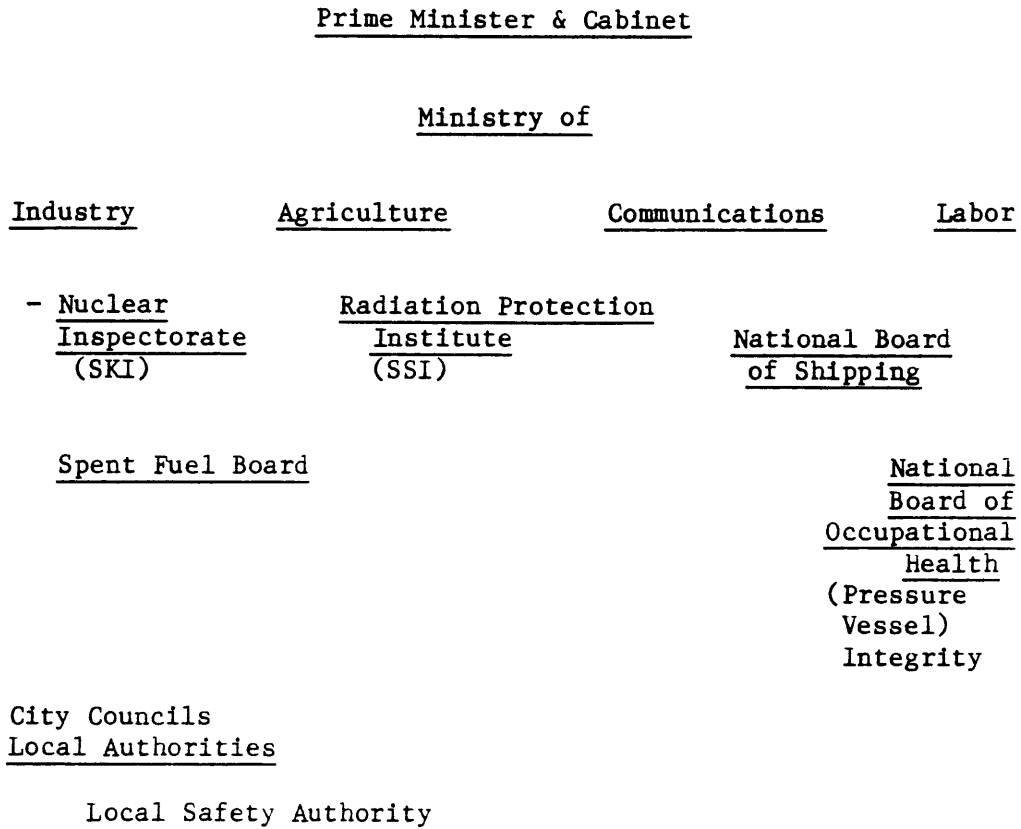 Prime Minister & Cabinet
Ministry of
Industry Agriculture Communications Labor
- Nuclear Inspectorate (SKI)
Radiation Protection Institute (SSI)
National Board of Shipping
Spent Fuel Board
National
Board of
Occupational
Health
(Pressure
Vessel)
Integrity
City Councils
Local Authorities
Local Safety Authority